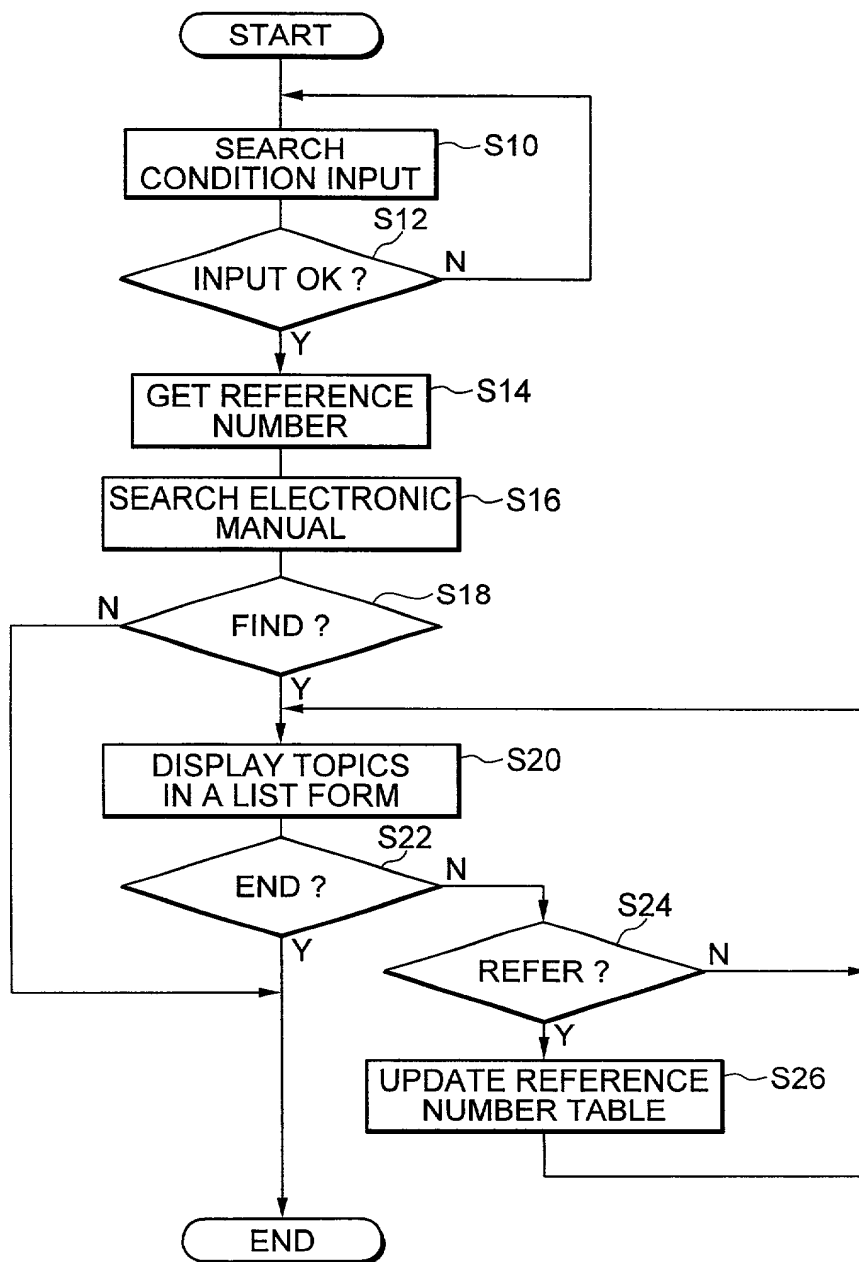 START
SEARCH
CONDITION INPUT
S10
S12
INPUT OK ?
N
Y
GET REFERENCE
NUMBER
S14
SEARCH ELECTRONIC
MANUAL
S16
S18
N
FIND ?
Y
DISPLAY TOPICS
IN A LIST FORM
S20
S22
END ?
N
Y
S24
REFER ?
N
Y
UPDATE REFERENCE
NUMBER TABLE
S26
END